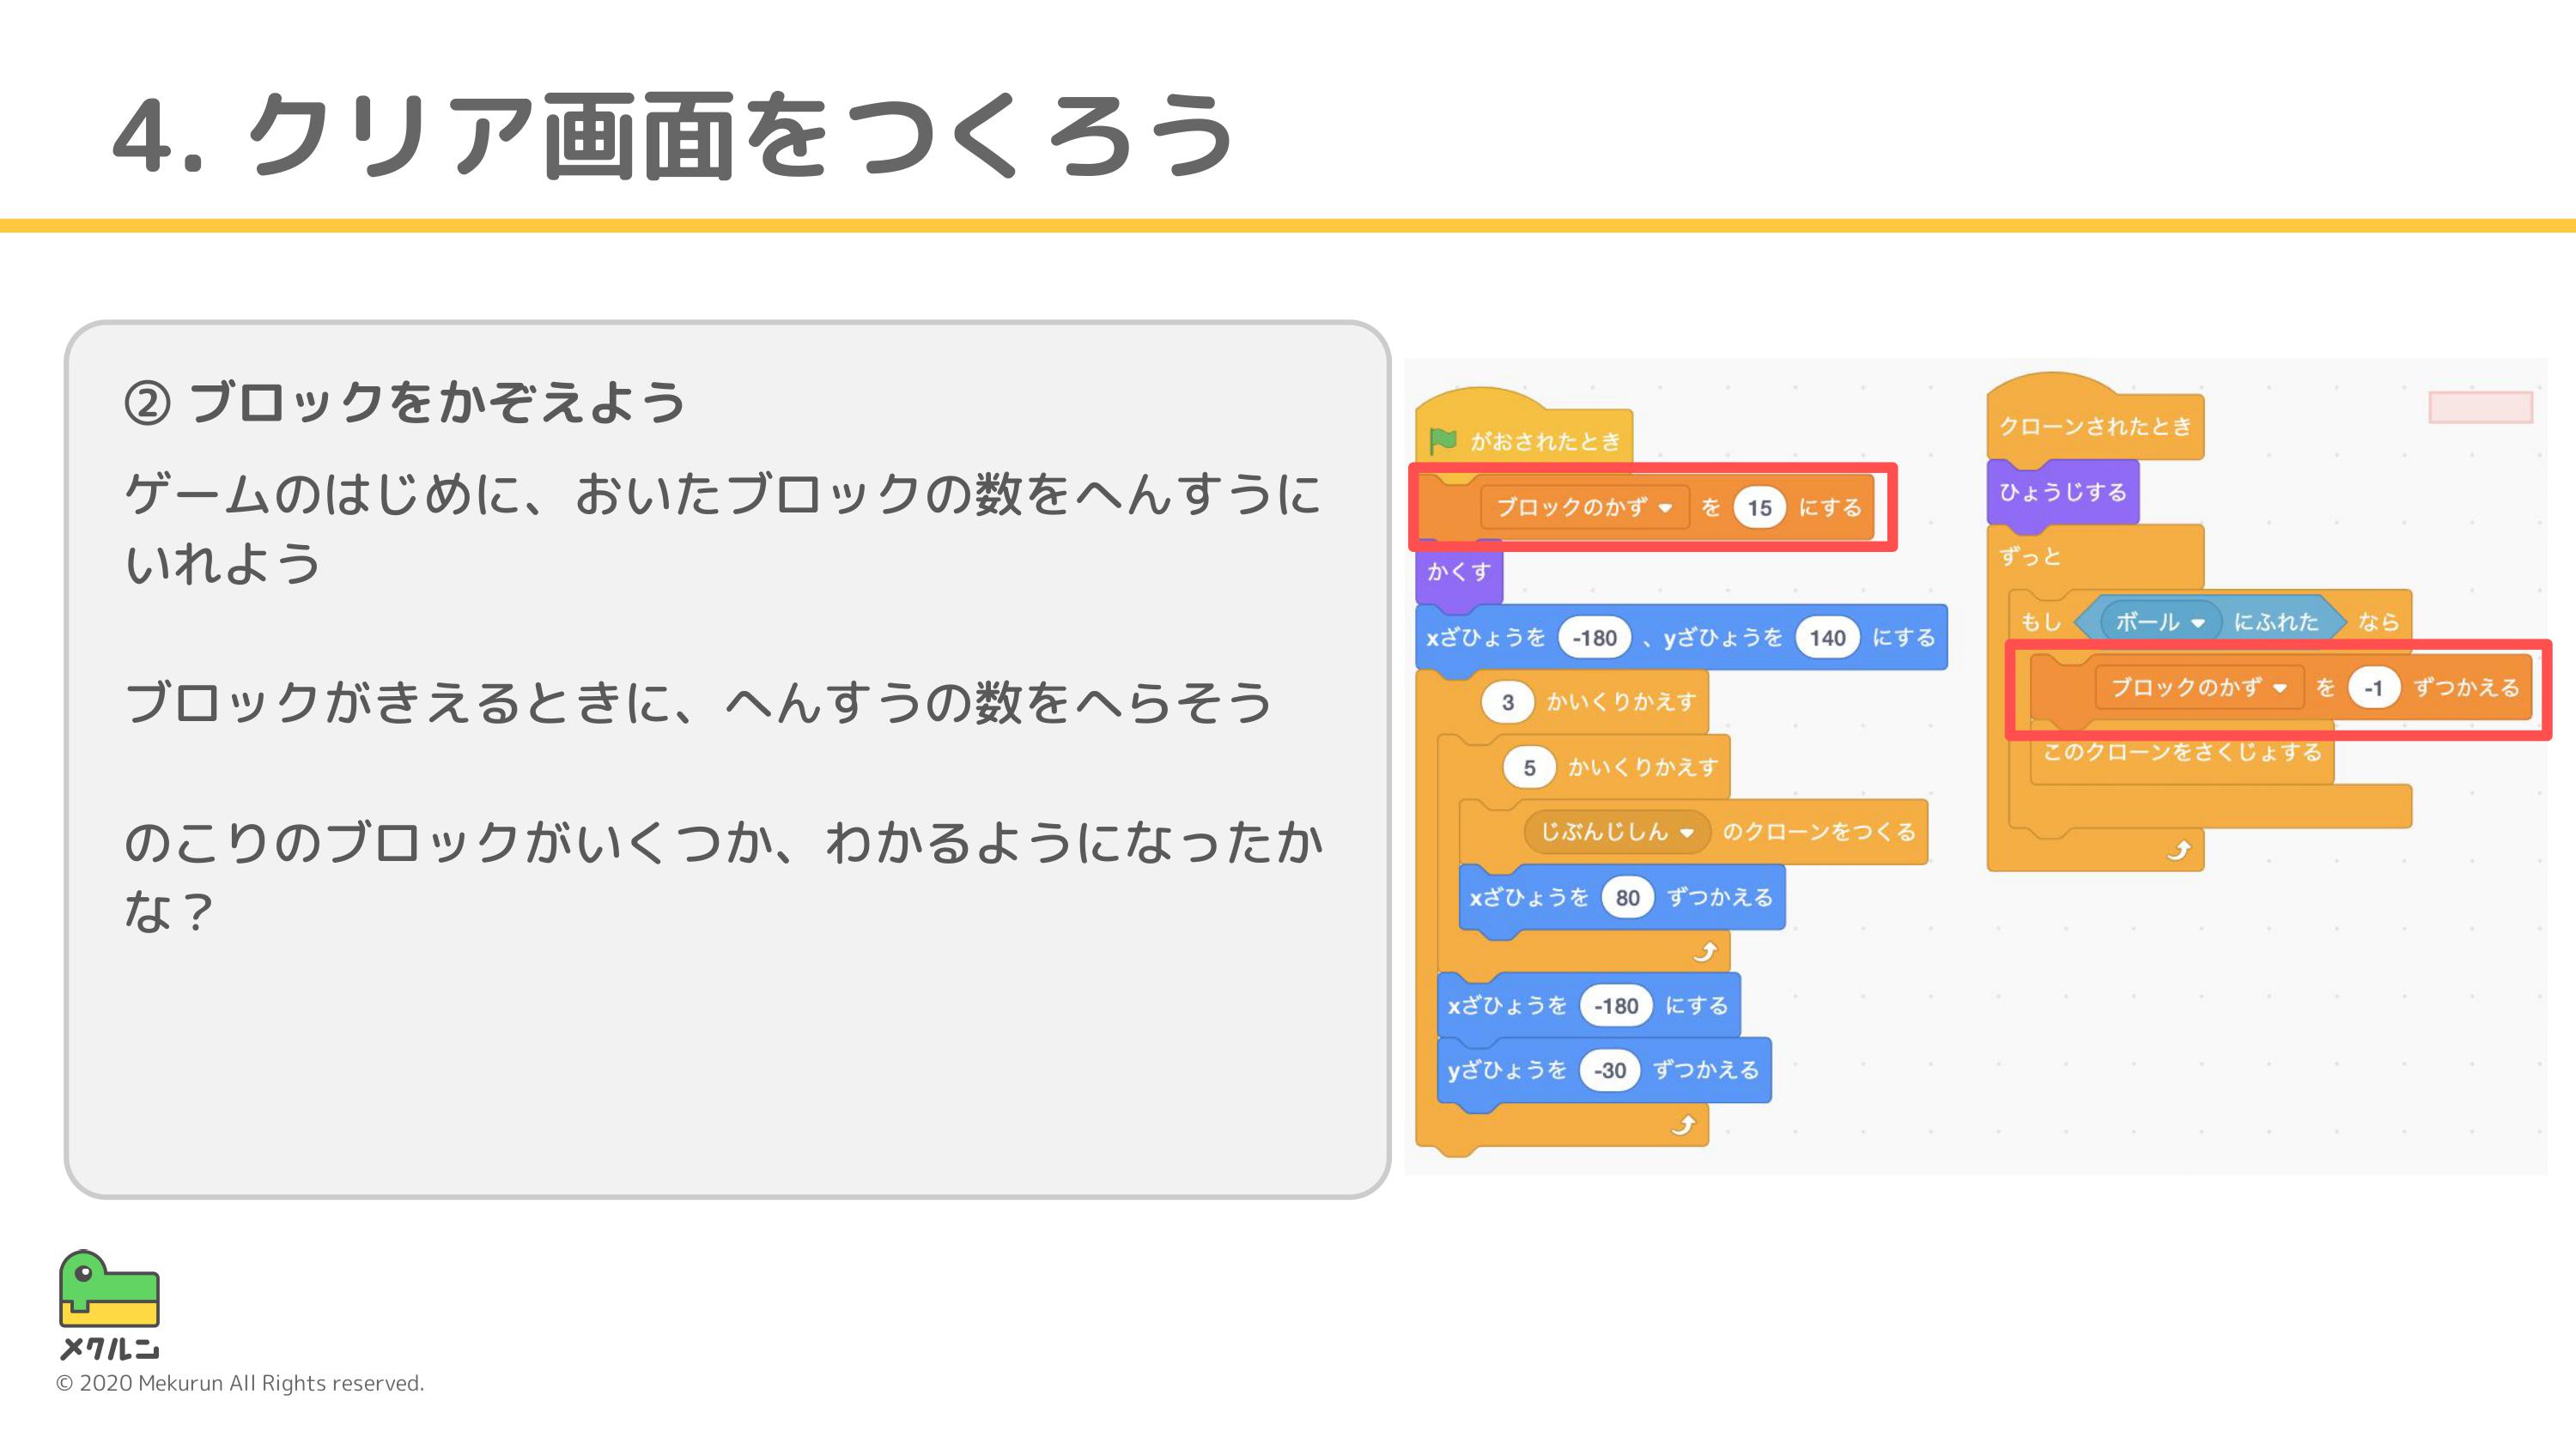 4. クリア画面をつくろう
② ブロックをかぞえよう
ゲームのはじめに、おいたブロックの数をへんすうに
いれよう
ブロックがきえるときに、へんすうの数をへらそう
のこりのブロックがいくつか、わかるようになったか
な？
がおされたとき
ブロックのかず を 15 にする
かくす
xざひょうを -180 、yざひょうを 140 にする
3 かいくりかえす
5 かいくりかえす
じぶんじしん のクローンをつくる
xざひょうを 80 ずつかえる
xざひょうを -180 にする
yざひょうを -30 ずつかえる
クローンされたとき
ひょうじする
ずっと
もし ボール にふれた なら
ブロックのかず を -1 ずつかえる
このクローンをさくじょする
メクルン
© 2020 Mekurun All Rights reserved.